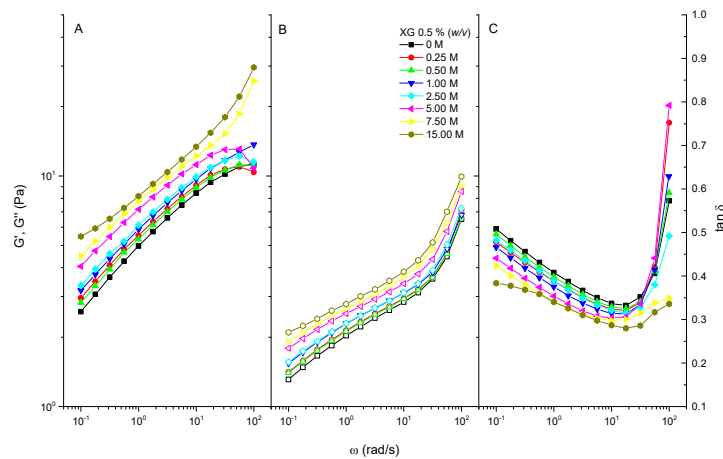 A
B
XG 0.5 % (w/v)
0 M
0.25 M
0.50 M
1.00 M
2.50 M
5.00 M
7.50 M
15.00 M
C
1.0
0.9
0.8
0.7
0.6
0.5
0.4
0.3
0.2
0.1
tan δ
10¹
10⁰
G', G'' (Pa)
10⁻¹ 10⁰ 10¹ 10² 10⁻¹ 10⁰ 10¹ 10² 10⁻¹ 10⁰ 10¹ 10²
ω (rad/s)